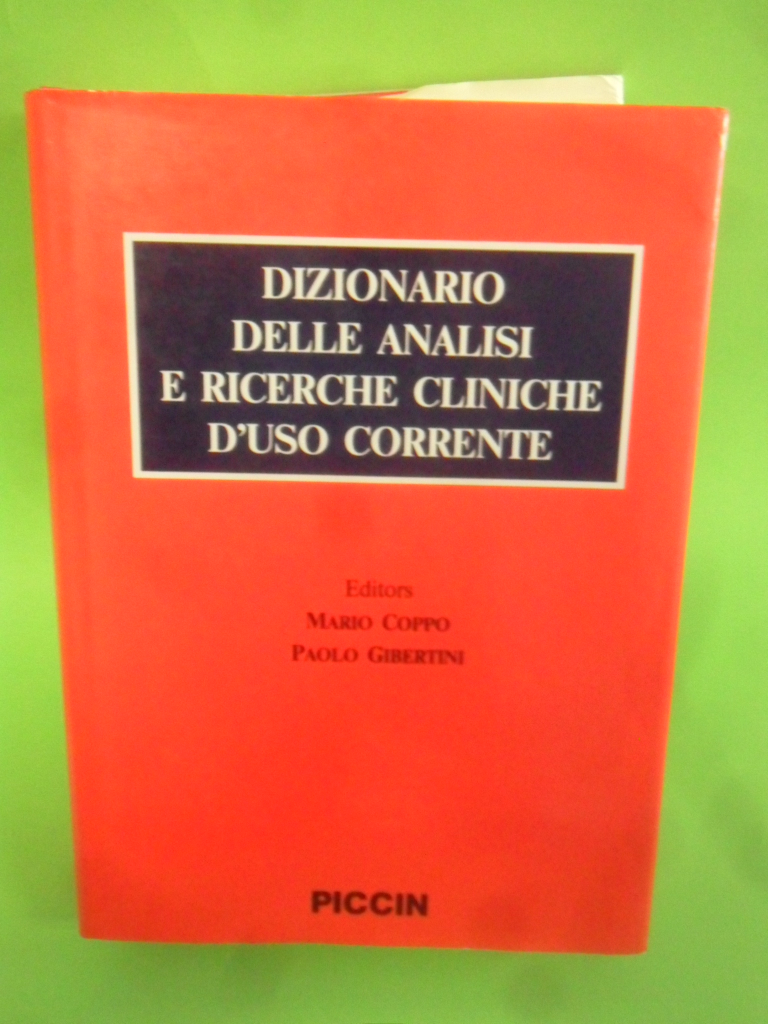 DIZIONARIO
DELLE ANALISI
E RICERCHE CLINICHE
D'USO CORRENTE
Editors
MARIO COPPO
PAOLO GIBERTINI
PICCIN